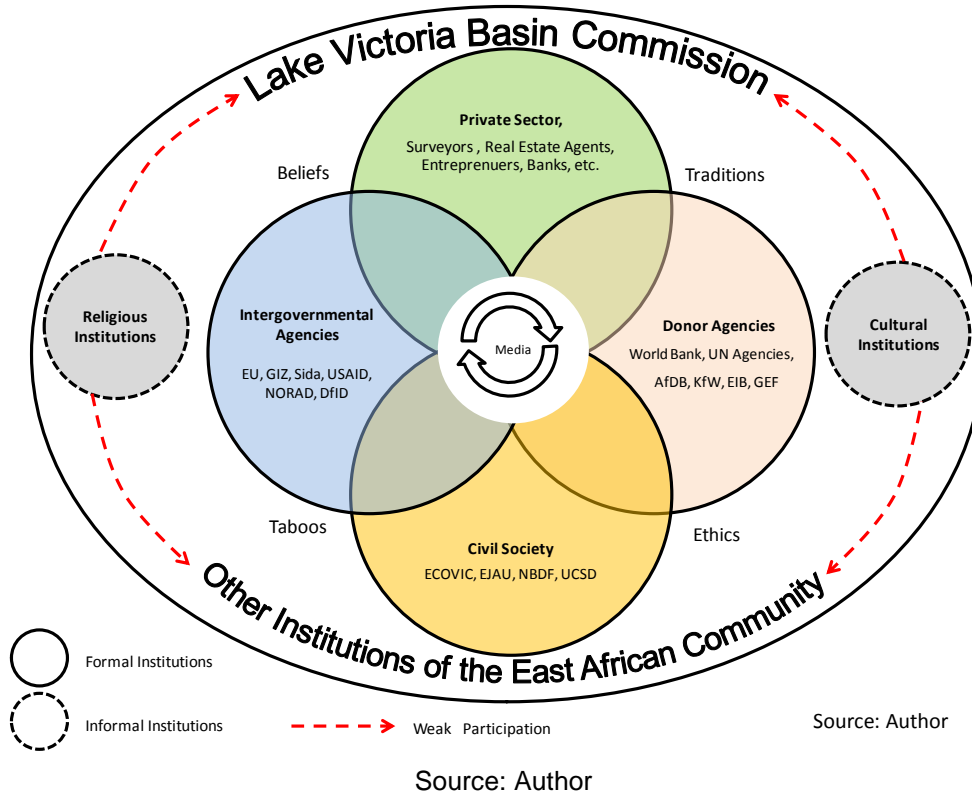 Lake Victoria Basin Commission
Private Sector,
Surveyors , Real Estate Agents,
Entreprenuers, Banks, etc.
Beliefs
Traditions
Religious
Institutions
Intergovernmental
Agencies
EU, GIZ, Sida, USAID,
NORAD, DfID
Media
Donor Agencies
World Bank, UN Agencies,
AfDB, KfW, EIB, GEF
Cultural
Institutions
Taboos
Ethics
Civil Society
ECOVIC, EJAU, NBDF, UCSD
Other Institutions of the East African Community
Formal Institutions
Informal Institutions
Weak Participation
Source: Author
Source: Author